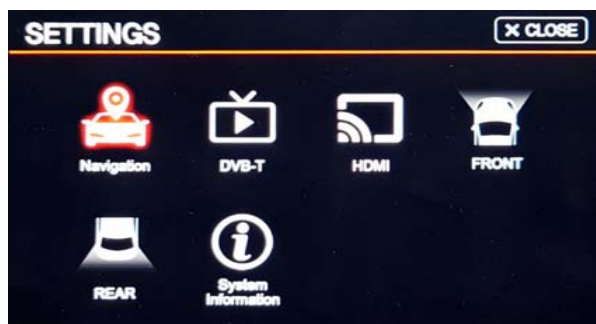 SETTINGS
× CLOSE
Navigation
DVB-T
HDMI
FRONT
REAR
System
Information